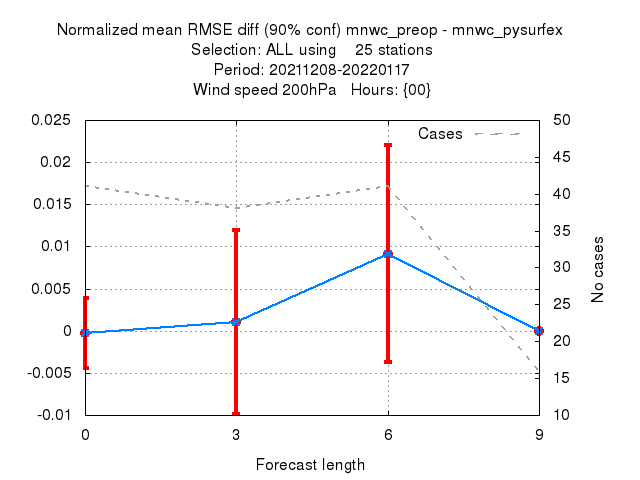 Normalized mean RMSE diff (90% conf) mnwc_preop - mnwc_pysurfex
Selection: ALL using    25 stations
Period: 20211208-20220117
Wind speed 200hPa   Hours: {00}
Cases
0.025
0.02
0.015
0.01
0.005
0
-0.005
-0.01
50
45
40
35
30
25
20
15
10
No cases
0 3 6 9
Forecast length